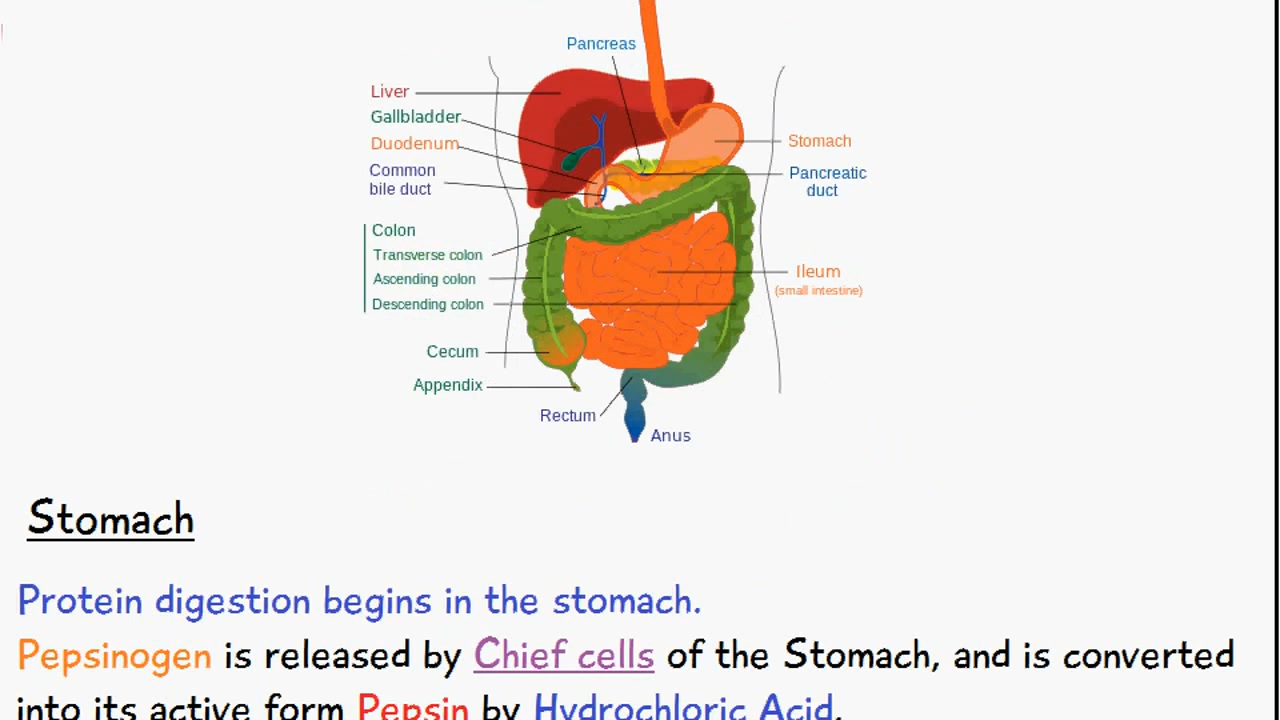 Pancreas
Liver
Gallbladder
Duodenum
Common
bile duct
Stomach
Pancreatic
duct
Colon
Transverse colon
Ascending colon
Descending colon
Ileum
(small intestine)
Cecum
Appendix
Rectum
Anus
Stomach
Protein digestion begins in the stomach.
Pepsinogen is released by Chief cells of the Stomach, and is converted
into its active form Pepsin by Hydrochloric Acid.